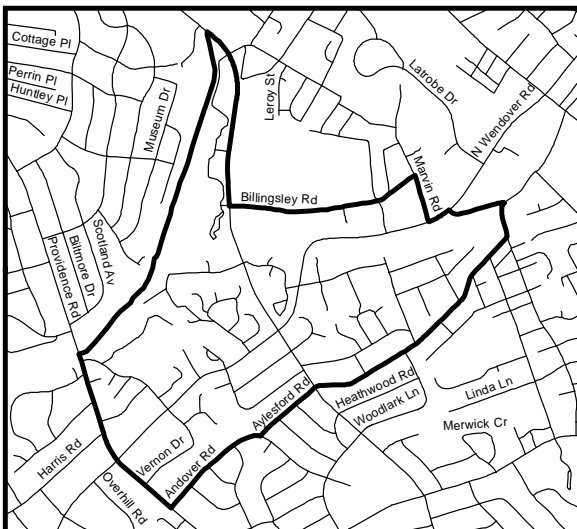 Cottage Pl
Perrin Pl
Huntley Pl
Museum Dr
Leroy St
Latrobe Dr
N Wendover Rd
Marvin Rd
Billingsley Rd
Scotland Av
Biltmore Dr
Providence Rd
Heathwood Rd
Woodlark Ln
Linda Ln
Merwick Cr
Aylesford Rd
Harris Rd
Vernon Dr
Andover Rd
Overhill Rd